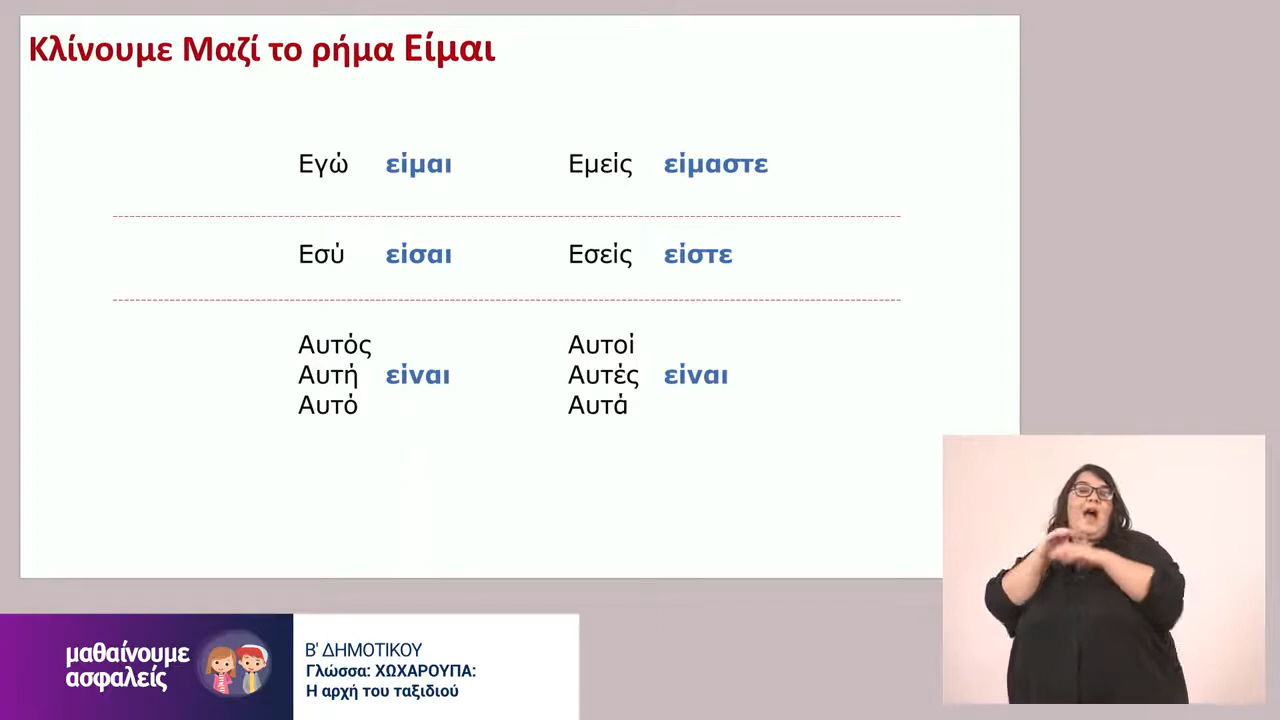 Κλίνουμε Μαζί το ρήμα Είμαι
Εγώ είμαι Εμείς είμαστε
Εσύ είσαι Εσείς είστε
Αυτός Αυτοί
Αυτή είναι Αυτές είναι
Αυτό Αυτά
μαθαίνουμε
ασφαλείς
Β' ΔΗΜΟΤΙΚΟΥ
Γλώσσα: ΧΩΧΑΡΟΥΠΑ:
Η αρχή του ταξιδιού